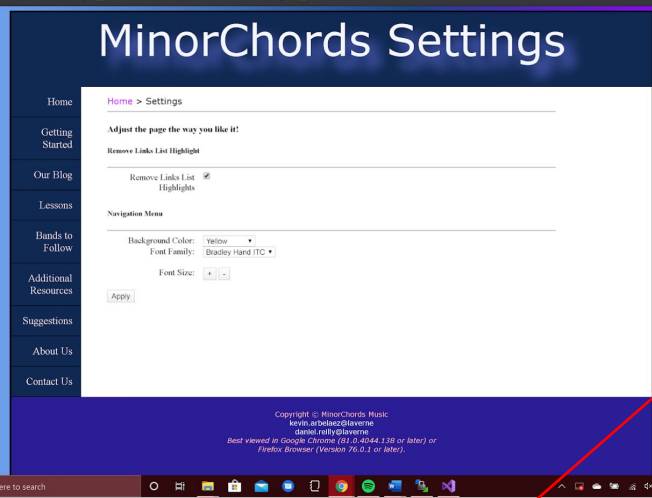 MinorChords Settings
Home
Getting
Started
Our Blog
Lessons
Bands to
Follow
Additional
Resources
Suggestions
About Us
Contact Us
Home > Settings
Adjust the page the way you like it!
Remove Links List Highlight
Remove Links List
Highlights
Navigation Menu
Background Color: Yellow
Font Family: Bradley Hand ITC
Font Size: + -
Apply
Copyright © MinorChords Music
kevin.arbelaez@laverne
daniel.reilly@laverne
Best viewed in Google Chrome (81.0.4044.138 or later) or
Firefox Browser (Version 76.0.1 or later).
ere to search